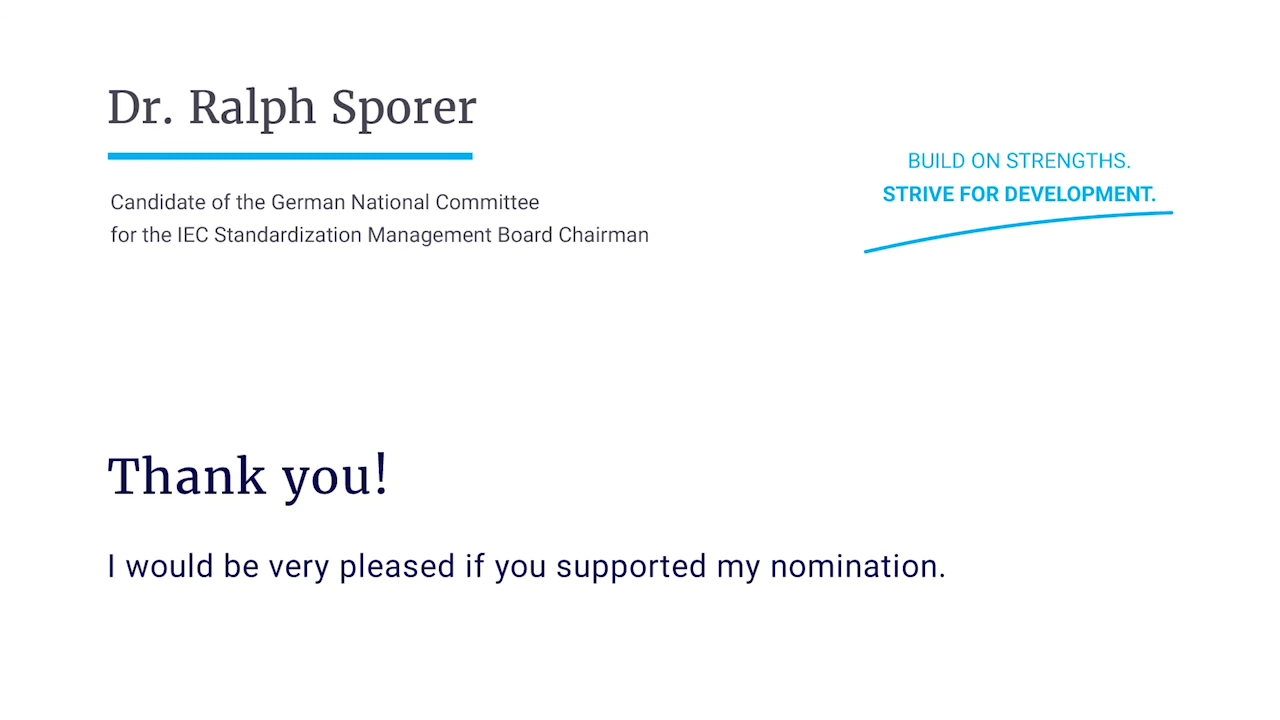 Dr. Ralph Sporer
Candidate of the German National Committee
for the IEC Standardization Management Board Chairman
BUILD ON STRENGTHS.
STRIVE FOR DEVELOPMENT.
Thank you!
I would be very pleased if you supported my nomination.